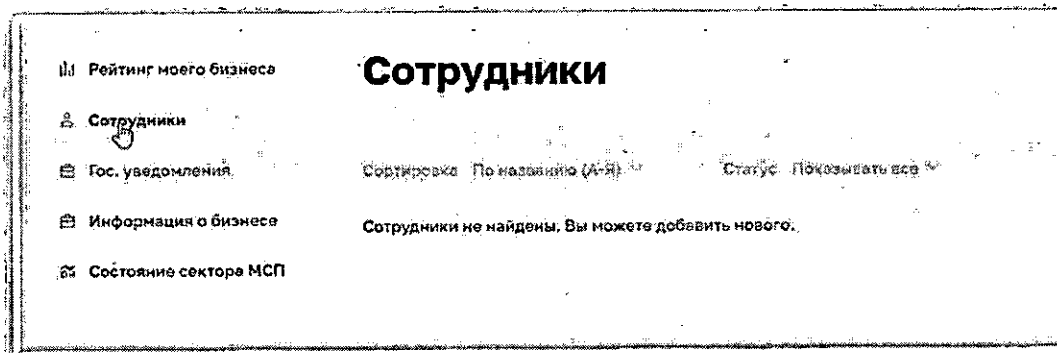 Рейтинг моего бизнеса
Сотрудники
Гос. уведомления
Информация о бизнесе
Состояние сектора МСП
Сотрудники
Сортировка По названию (А-Я) Статус Показывать все
Сотрудники не найдены. Вы можете добавить нового.